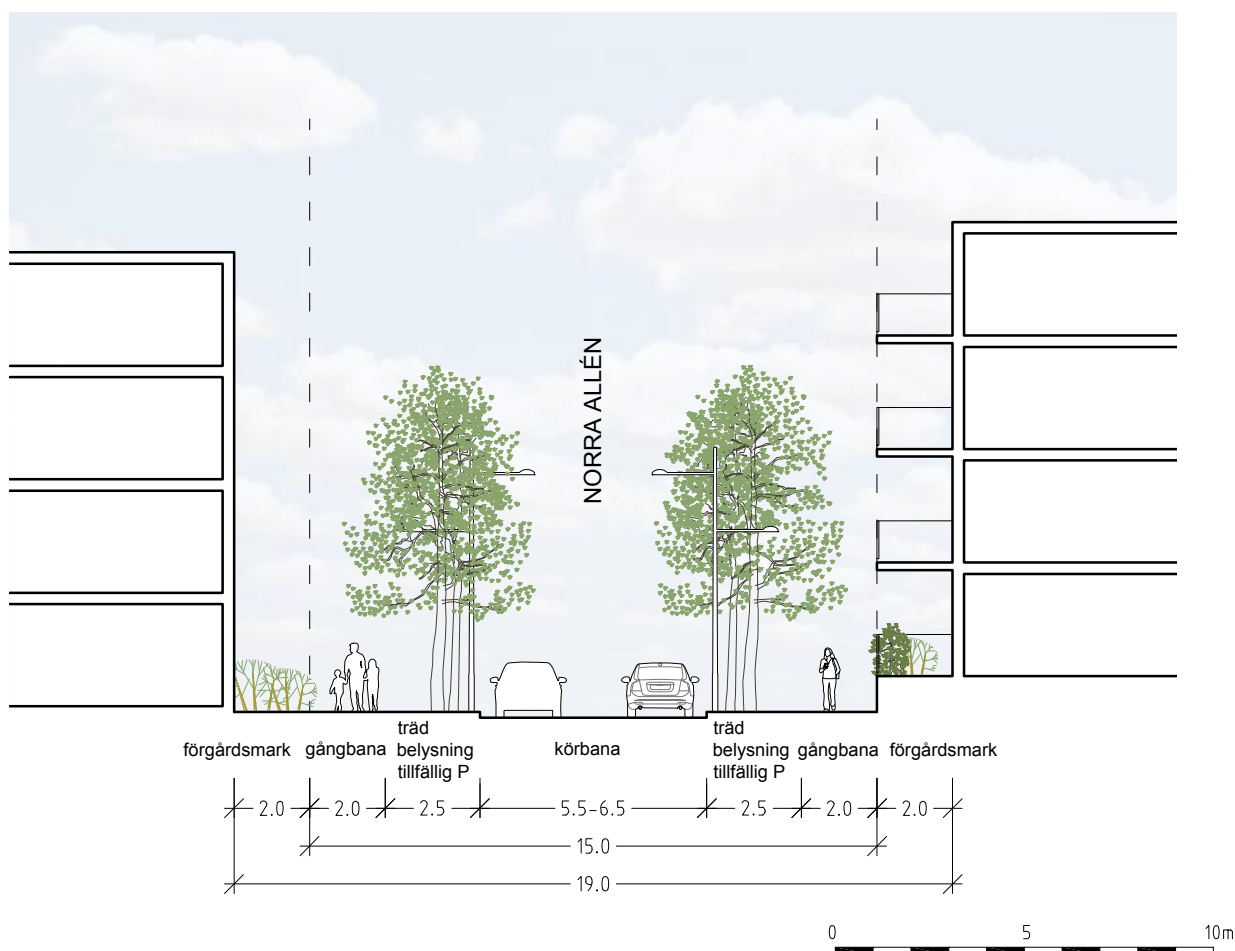 NORRA ALLÉN
förgårdsmark
gångbana
träd
belysning
tillfällig P
körbana
träd
belysning
tillfällig P
gångbana
förgårdsmark
2.0
2.0
2.5
5.5-6.5
2.5
2.0
2.0
15.0
19.0
0
5
10m